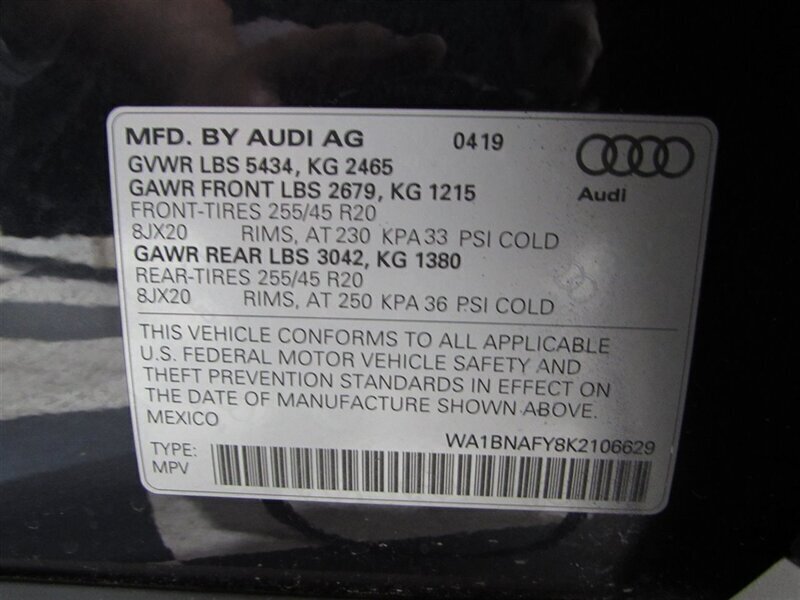 MFD. BY AUDI AG 0419
Audi
GVWR LBS 5434, KG 2465
GAWR FRONT LBS 2679, KG 1215
FRONT-TIRES 255/45 R20
8JX20 RIMS, AT 230 KPA 33 PSI COLD
GAWR REAR LBS 3042, KG 1380
REAR-TIRES 255/45 R20
8JX20 RIMS, AT 250 KPA 36 PSI COLD
THIS VEHICLE CONFORMS TO ALL APPLICABLE
U.S. FEDERAL MOTOR VEHICLE SAFETY AND
THEFT PREVENTION STANDARDS IN EFFECT ON
THE DATE OF MANUFACTURE SHOWN ABOVE.
MEXICO
WA1BNAFY8K2106629
TYPE:
MPV